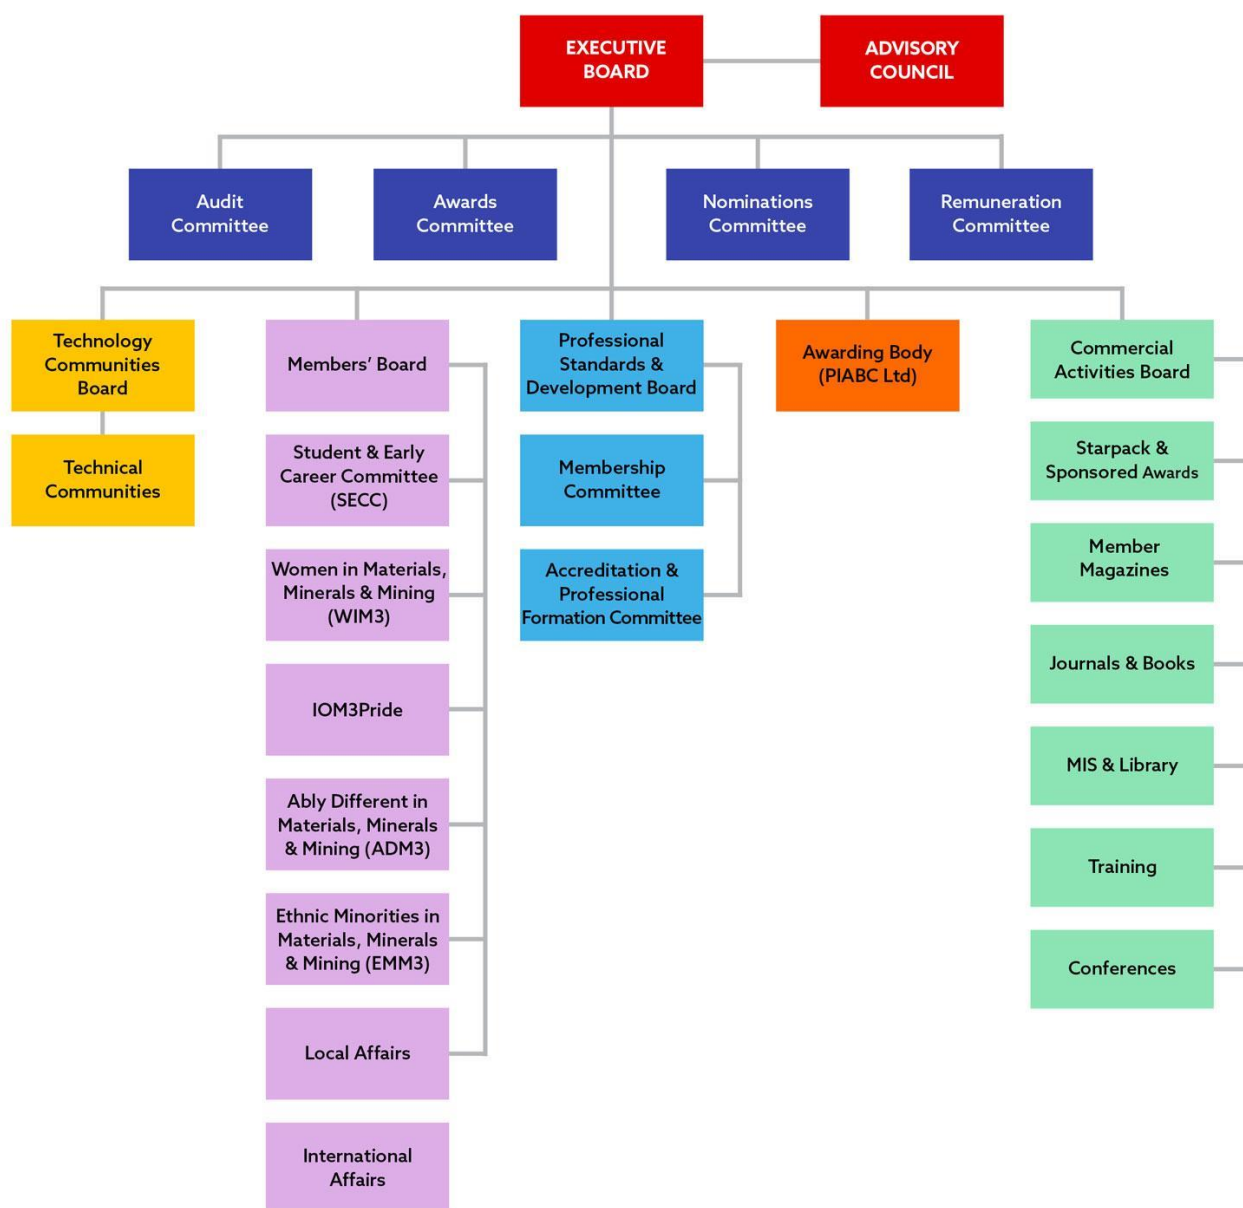 EXECUTIVE
BOARD
ADVISORY
COUNCIL
Audit
Committee
Awards
Committee
Nominations
Committee
Remuneration
Committee
Technology
Communities
Board
Technical
Communities
Members’ Board
Student & Early
Career Committee
(SECC)
Women in Materials,
Minerals & Mining
(WIM3)
IOM3Pride
Ably Different in
Materials, Minerals
& Mining (ADM3)
Ethnic Minorities in
Materials, Minerals
& Mining (EMM3)
Local Affairs
International
Affairs
Professional
Standards &
Development Board
Membership
Committee
Accreditation &
Professional
Formation Committee
Awarding Body
(PIABC Ltd)
Commercial
Activities Board
Starpack &
Sponsored Awards
Member
Magazines
Journals & Books
MIS & Library
Training
Conferences